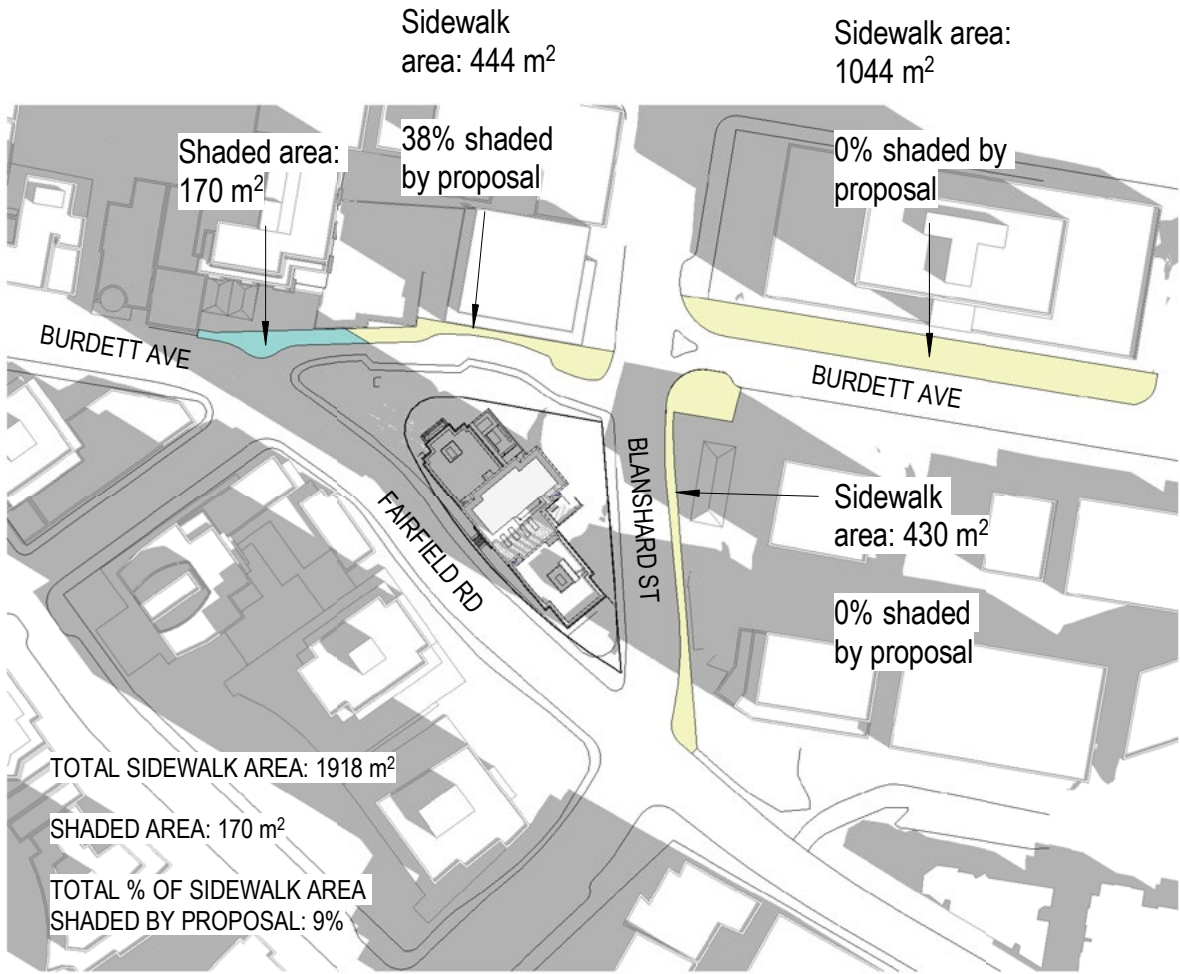 Sidewalk
area: 444 m²
Sidewalk area:
1044 m²
Shaded area:
170 m²
38% shaded
by proposal
0% shaded by
proposal
BURDETT AVE
BURDETT AVE
BLANSHARD ST
FAIRFIELD RD
Sidewalk
area: 430 m²
0% shaded
by proposal
TOTAL SIDEWALK AREA: 1918 m²
SHADED AREA: 170 m²
TOTAL % OF SIDEWALK AREA
SHADED BY PROPOSAL: 9%